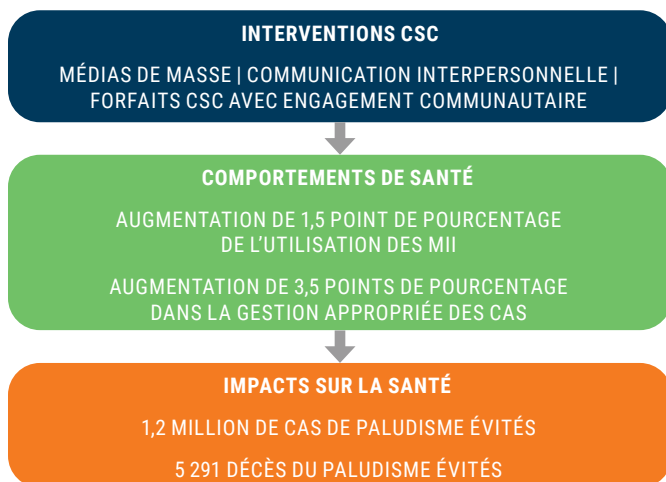 INTERVENTIONS CSC
MÉDIAS DE MASSE | COMMUNICATION INTERPERSONNELLE |
FORFAITS CSC AVEC ENGAGEMENT COMMUNAUTAIRE
COMPORTEMENTS DE SANTÉ
AUGMENTATION DE 1,5 POINT DE POURCENTAGE
DE L’UTILISATION DES MII
AUGMENTATION DE 3,5 POINTS DE POURCENTAGE
DANS LA GESTION APPROPRIÉE DES CAS
IMPACTS SUR LA SANTÉ
1,2 MILLION DE CAS DE PALUDISME ÉVITÉS
5 291 DÉCÈS DU PALUDISME ÉVITÉS